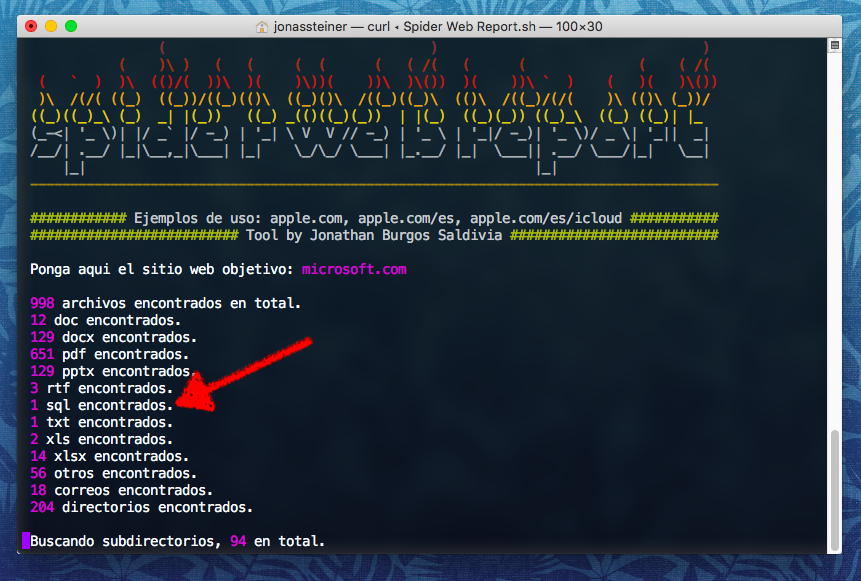 jonassteiner — curl ◂ Spider Web Report.sh — 100×30
spider web report
############ Ejemplos de uso: apple.com, apple.com/es, apple.com/es/icloud ###########
########################## Tool by Jonathan Burgos Saldivia ##########################
Ponga aqui el sitio web objetivo: microsoft.com
998 archivos encontrados en total.
12 doc encontrados.
129 docx encontrados.
651 pdf encontrados.
129 pptx encontrados.
3 rtf encontrados.
1 sql encontrados.
1 txt encontrados.
2 xls encontrados.
14 xlsx encontrados.
56 otros encontrados.
18 correos encontrados.
204 directorios encontrados.
Buscando subdirectorios, 94 en total.